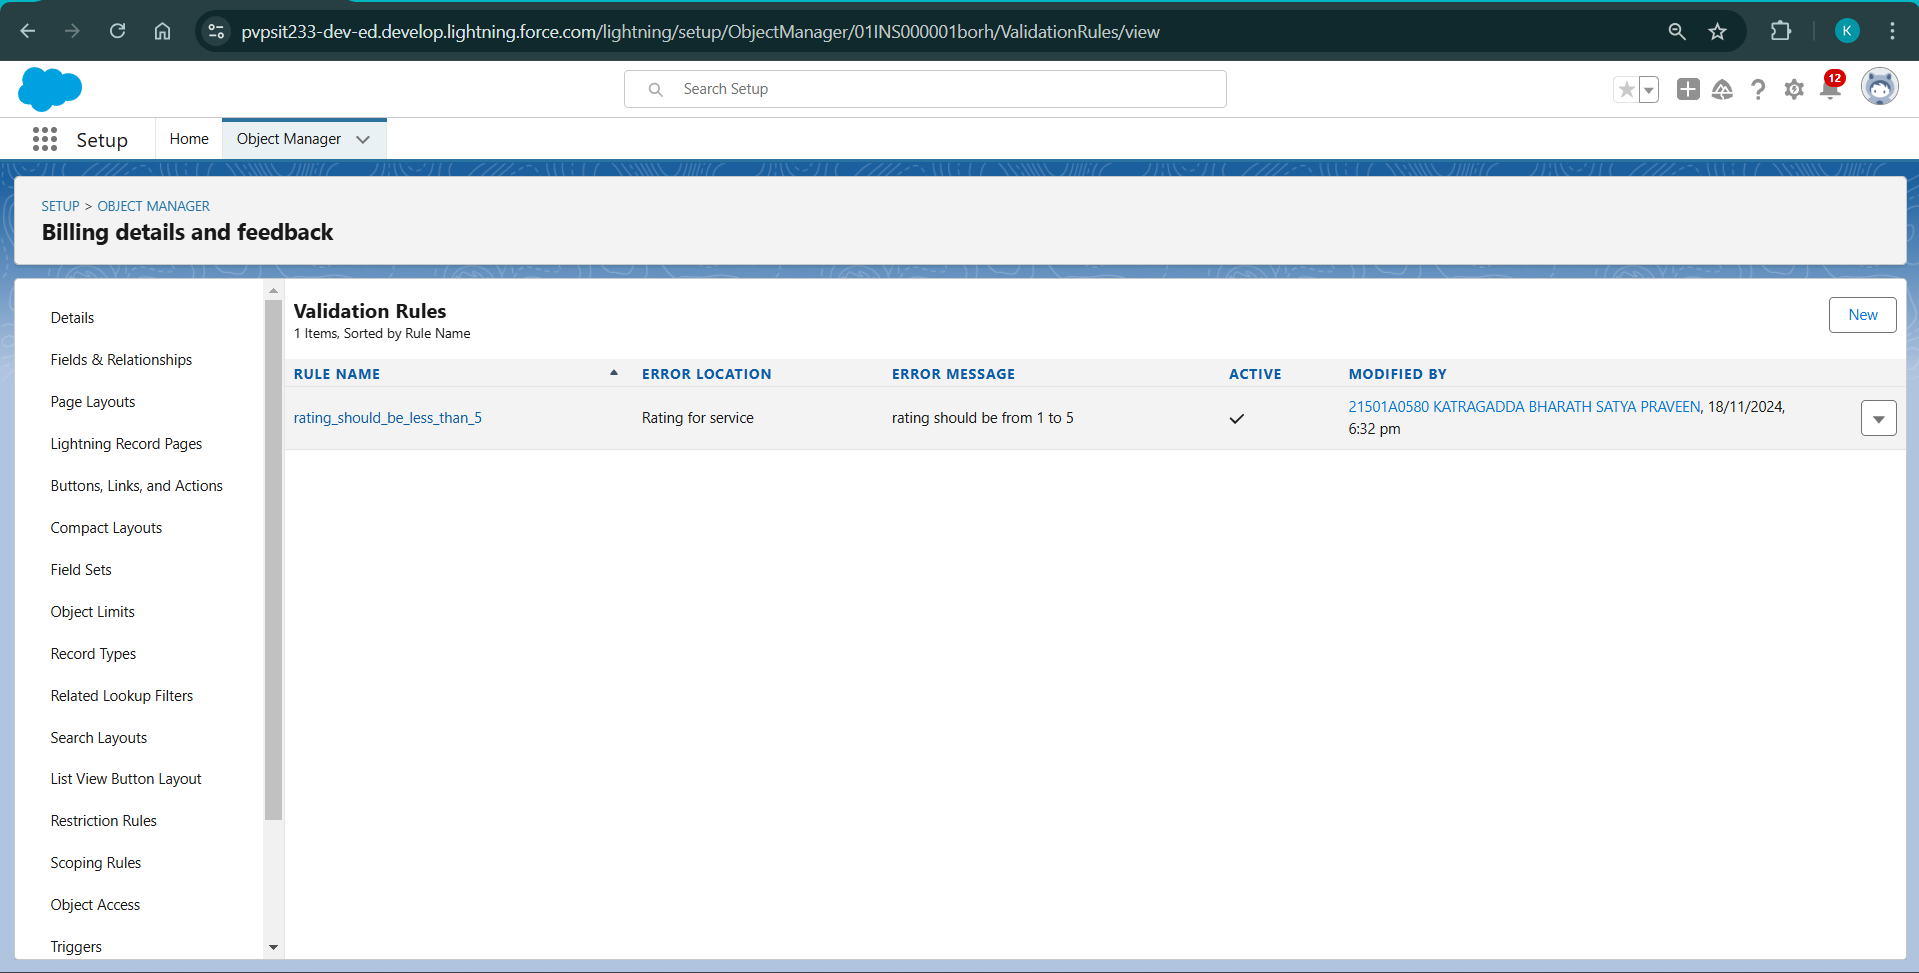 pvpsit233-dev-ed.develop.lightning.force.com/lightning/setup/ObjectManager/01INS000001borh/ValidationRules/view
K
Search Setup
12
Setup
Home
Object Manager
SETUP > OBJECT MANAGER
Billing details and feedback
Details
Fields & Relationships
Page Layouts
Lightning Record Pages
Buttons, Links, and Actions
Compact Layouts
Field Sets
Object Limits
Record Types
Related Lookup Filters
Search Layouts
List View Button Layout
Restriction Rules
Scoping Rules
Object Access
Triggers
Validation Rules
1 Items, Sorted by Rule Name
New
RULE NAME ERROR LOCATION ERROR MESSAGE ACTIVE MODIFIED BY
rating_should_be_less_than_5 Rating for service rating should be from 1 to 5 21501A0580 KATRAGADDA BHARATH SATYA PRAVEEN, 18/11/2024,
6:32 pm